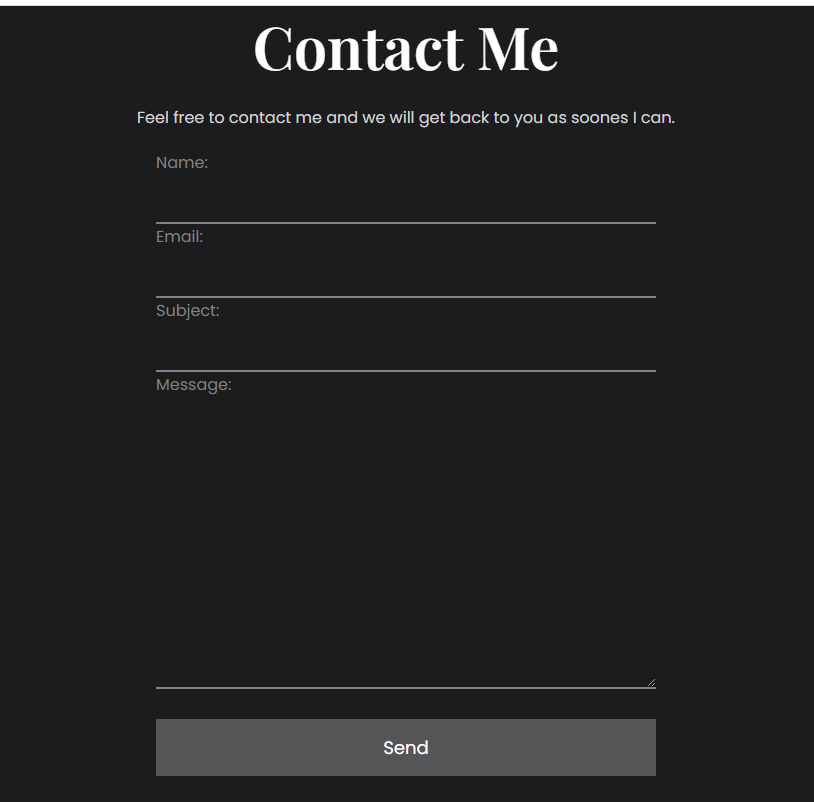 Contact Me
Feel free to contact me and we will get back to you as soones I can.
Name:
Email:
Subject:
Message:
Send